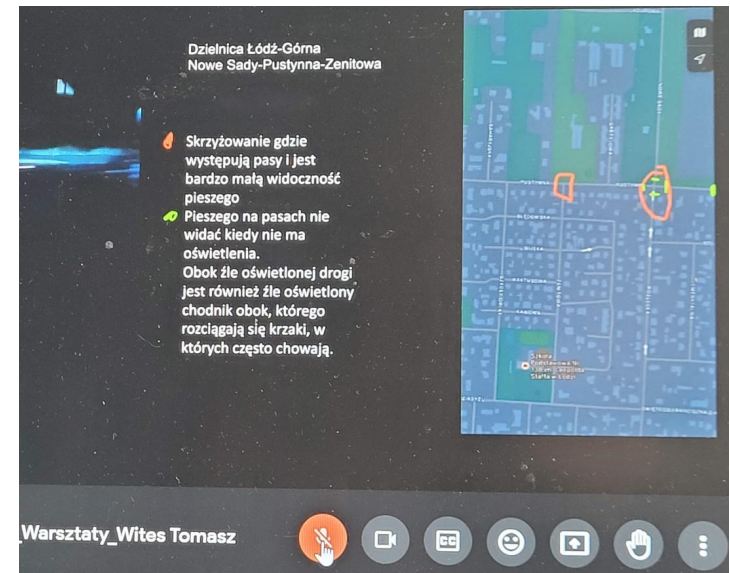 Dzielnica Łódź-Górna
Nowe Sady-Pustynna-Zenitowa
Skrzyżowanie gdzie
występują pasy i jest
bardzo małą widoczność
pieszego
Pieszego na pasach nie
widać kiedy nie ma
oświetlenia.
Obok źle oświetlonej drogi
jest również źle oświetlony
chodnik obok, którego
rozciągają się krzaki, w
których często chowają.
Szkoła
Podstawowa Nr
_Warsztaty_Wites Tomasz
CC